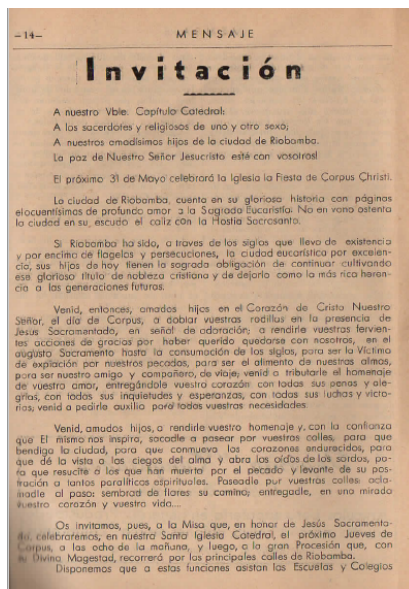 —14—
MENSAJE
Invitación
A nuestro Vble. Capítulo Catedral:
A los sacerdotes y religiosos de uno y otro sexo;
A nuestros amadísimos hijos de la ciudad de Riobamba.
La paz de Nuestro Señor Jesucristo esté con vosotros!
El próximo 31 de Mayo celebrará la Iglesia la Fiesta de Corpus Christi.
La ciudad de Riobamba, cuenta en su gloriosa historia con páginas
elocuentísimas de profundo amor a la Sagrada Eucaristía: No en vano ostenta
la ciudad en su, escudo el caliz con la Hostia Sacrosanta.
Si Riobamba ha sido, a traves de los siglos que lleva de existencia
y por encima de flagelos y persecuciones, la ciudad eucarística por excelen-
cia, sus hijos de hoy tienen la sagrada obligación de continuar cultivando
ese glorioso título de nobleza cristiana y de dejarlo como la más rica heren-
cia a las generaciones futuras.
Venid, entonces, amados hijos en el Corazón de Cristo Nuestro
Señor, el día de Corpus, a doblar vuestras rodillas en la presencia de
Jesus Sacramentado, en señal de adoración; a rendirle vuestras fervien-
tes acciones de gracias por haber querido quedarse con nosotros, en el
augusto Sacramento hasta la consumación de los siglos, para ser la Víctima
de expiación por nuestros pecados, para ser el alimento de nuestras almas,
para ser nuestro amigo y compañero, de viaje; venid a tributarle el homenaje
de vuestro amor, entregándole vuestro corazón con todas sus penas y ale-
grías, con todas sus inquietudes y esperanzas, con todas sus luchas y victo-
rias; venid a pedirle auxilio para todas vuestras necesidades.
Venid, amados hijos, a rendirle vuestro homenaje y, con la confianza
que El mismo nos inspira, sacadle a pasear por vuestras calles, para que
bendiga la ciudad, para que conmueva los corazones endurecidos, para
que dé la vista a los ciegos del alma y abra los oídos de los sordos, pa-
ra que resucite a los que han muerto por el pecado y levante de su pos-
tración a tantos paralíticos espirituales. Paseadle por vuestras calles; acla-
madle al paso; sembrad de flores su camino; entregadle, en una mirada
vuestro corazón y vuestra vida...
Os invitamos, pues, a la Misa que, en honor de Jesús Sacramenta-
do, celebraremos, en nuestra Santa Iglesia Catedral, el próximo Jueves de
Corpus, a las ocho de la mañana, y luego, a la gran Procesión que, con
su Divina Magestad, recorrerá por las principales calles de Riobamba.
Disponemos que a estas funciones asistan las Escuelas y Colegios